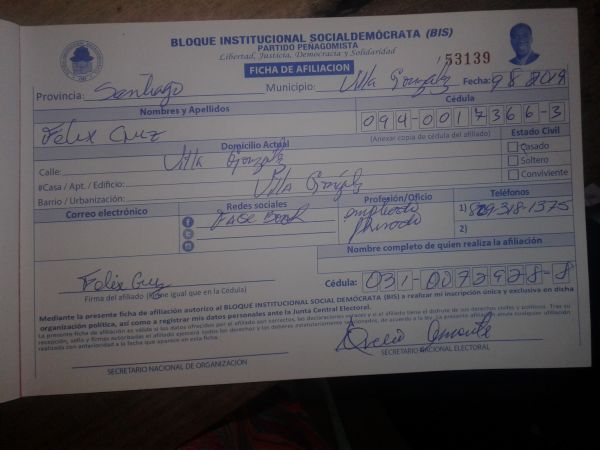 BLOQUE INSTITUCIONAL SOCIALDEMÓCRATA (BIS)
PARTIDO PEÑAGOMISTA
Libertad, Justicia, Democracia y Solidaridad
53139
FICHA DE AFILIACION
Provincia: Santiago Municipio: Villa González Fecha: 9 8 2019
Nombres y Apellidos Cédula
Felix Cruz 094-0017366-3
(Anexar copia de cédula del afiliado)
Domicilio Actual Estado Civil
Calle: Villa González Casado
#Casa / Apt. / Edificio: Soltero
Barrio / Urbanización: Villa González Conviviente
Correo electrónico Redes sociales Profesión/Oficio Teléfonos
Face Book empleado Privado 1) 829-318-1375
2)
Nombre completo de quien realiza la afiliación
Felix Cruz
Firma del afiliado (Firme igual que en la Cédula) Cédula: 031-0092928-8
Mediante la presente ficha de afiliación autorizo al BLOQUE INSTITUCIONAL SOCIAL DEMÓCRATA (BIS) a realizar mi inscripción única y exclusiva en dicha
organización política, así como a registrar mis datos personales ante la Junta Central Electoral.
SECRETARIO NACIONAL DE ORGANIZACIÓN
SECRETARIO NACIONAL ELECTORAL